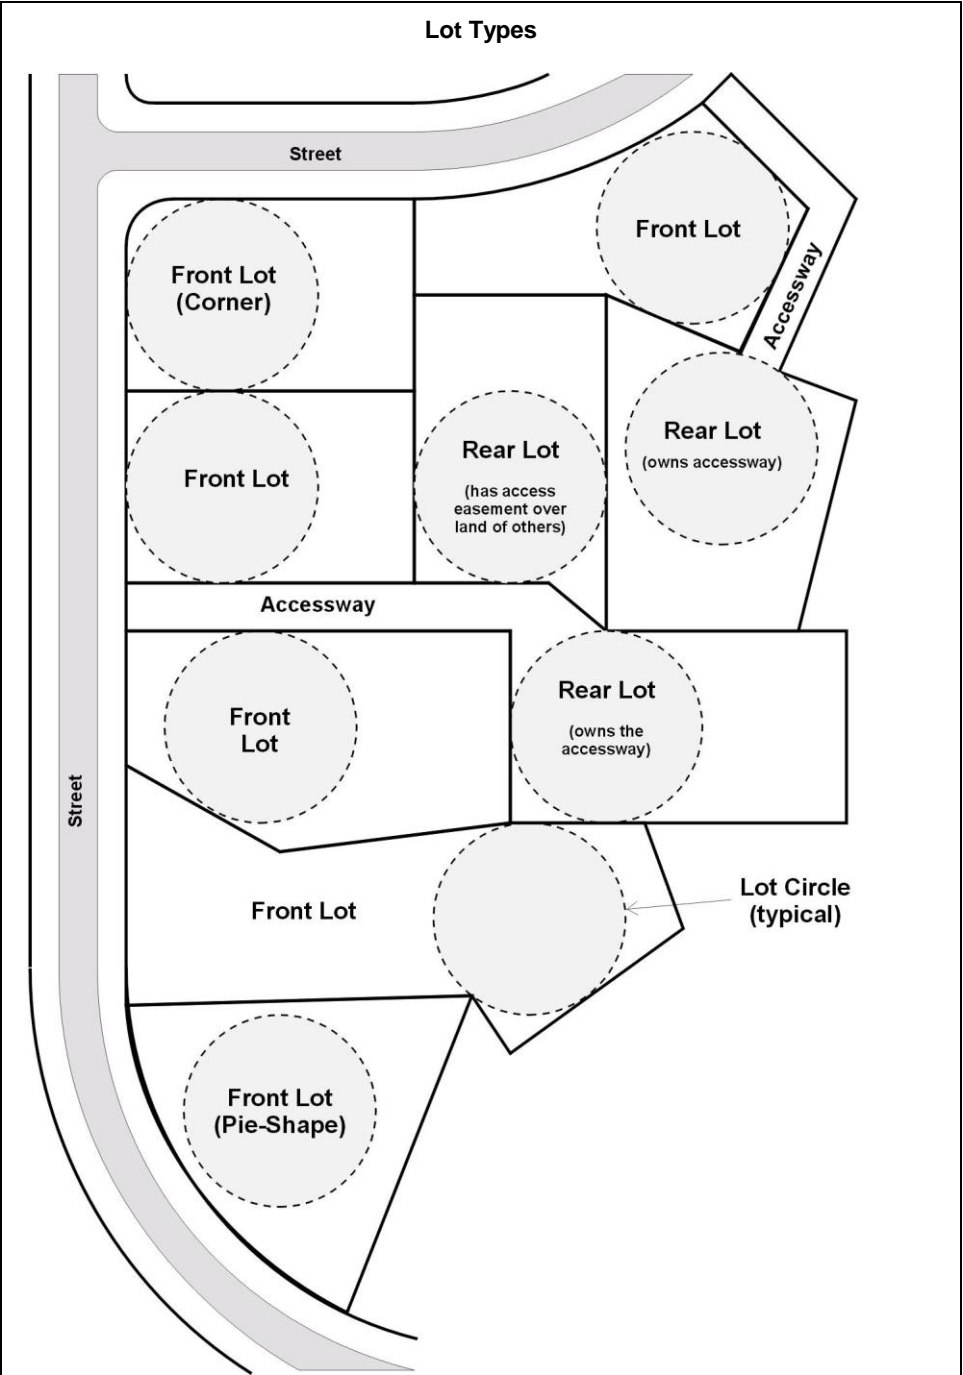 Lot Types
Street
Front Lot
Accessway
Front Lot
(Corner)
Rear Lot
(owns accessway)
Rear Lot
(has access
easement over
land of others)
Front Lot
Accessway
Front
Lot
Rear Lot
(owns the
accessway)
Street
Front Lot
Lot Circle
(typical)
Front Lot
(Pie-Shape)